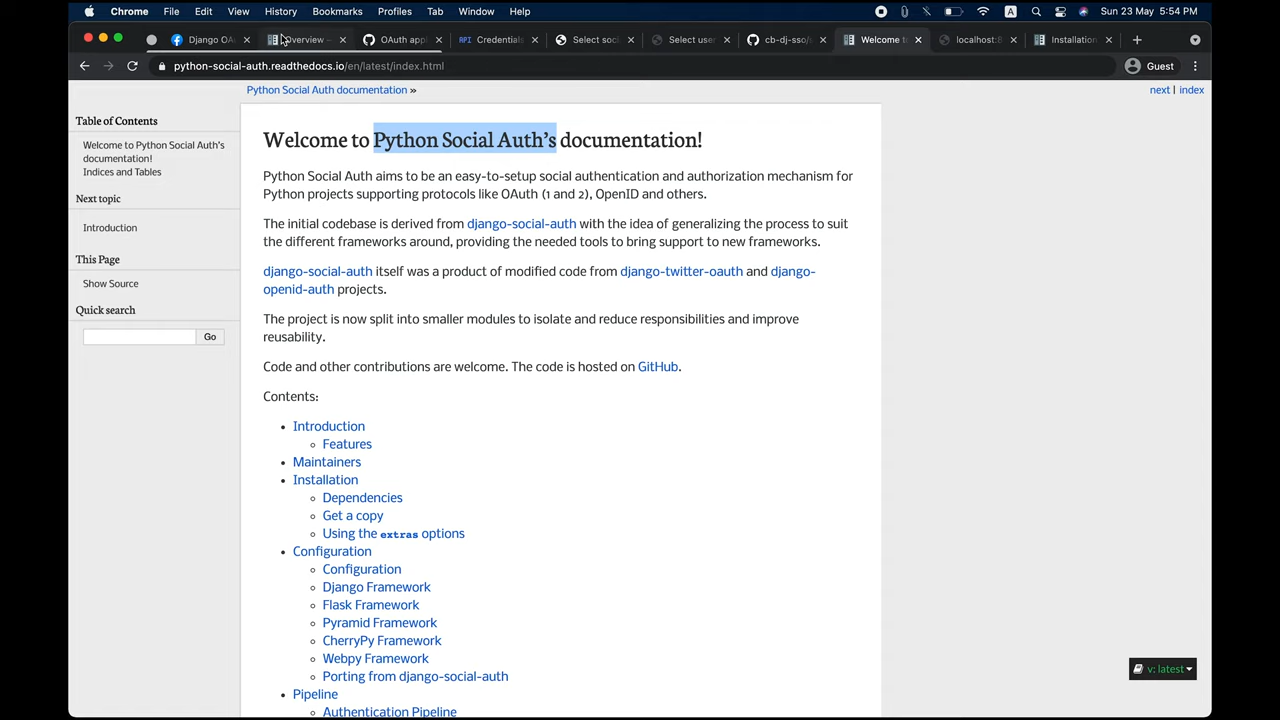 Chrome File Edit View History Bookmarks Profiles Tab Window Help A Sun 23 May 5:54 PM
Django OA Overview – OAuth appl API Credentials Select soci Select user cb-dj-sso/ Welcome to localhost:8 Installation
python-social-auth.readthedocs.io/en/latest/index.html Guest
Python Social Auth documentation » next | index
Table of Contents
Welcome to Python Social Auth's
documentation!
Indices and Tables
Next topic
Introduction
This Page
Show Source
Quick search
Go
Welcome to Python Social Auth's documentation!
Python Social Auth aims to be an easy-to-setup social authentication and authorization mechanism for
Python projects supporting protocols like OAuth (1 and 2), OpenID and others.
The initial codebase is derived from django-social-auth with the idea of generalizing the process to suit
the different frameworks around, providing the needed tools to bring support to new frameworks.
django-social-auth itself was a product of modified code from django-twitter-oauth and django-
openid-auth projects.
The project is now split into smaller modules to isolate and reduce responsibilities and improve
reusability.
Code and other contributions are welcome. The code is hosted on GitHub.
Contents:
• Introduction
◦ Features
• Maintainers
• Installation
◦ Dependencies
◦ Get a copy
◦ Using the extras options
• Configuration
◦ Configuration
◦ Django Framework
◦ Flask Framework
◦ Pyramid Framework
◦ CherryPy Framework
◦ Webpy Framework
◦ Porting from django-social-auth
• Pipeline
◦ Authentication Pipeline
v: latest